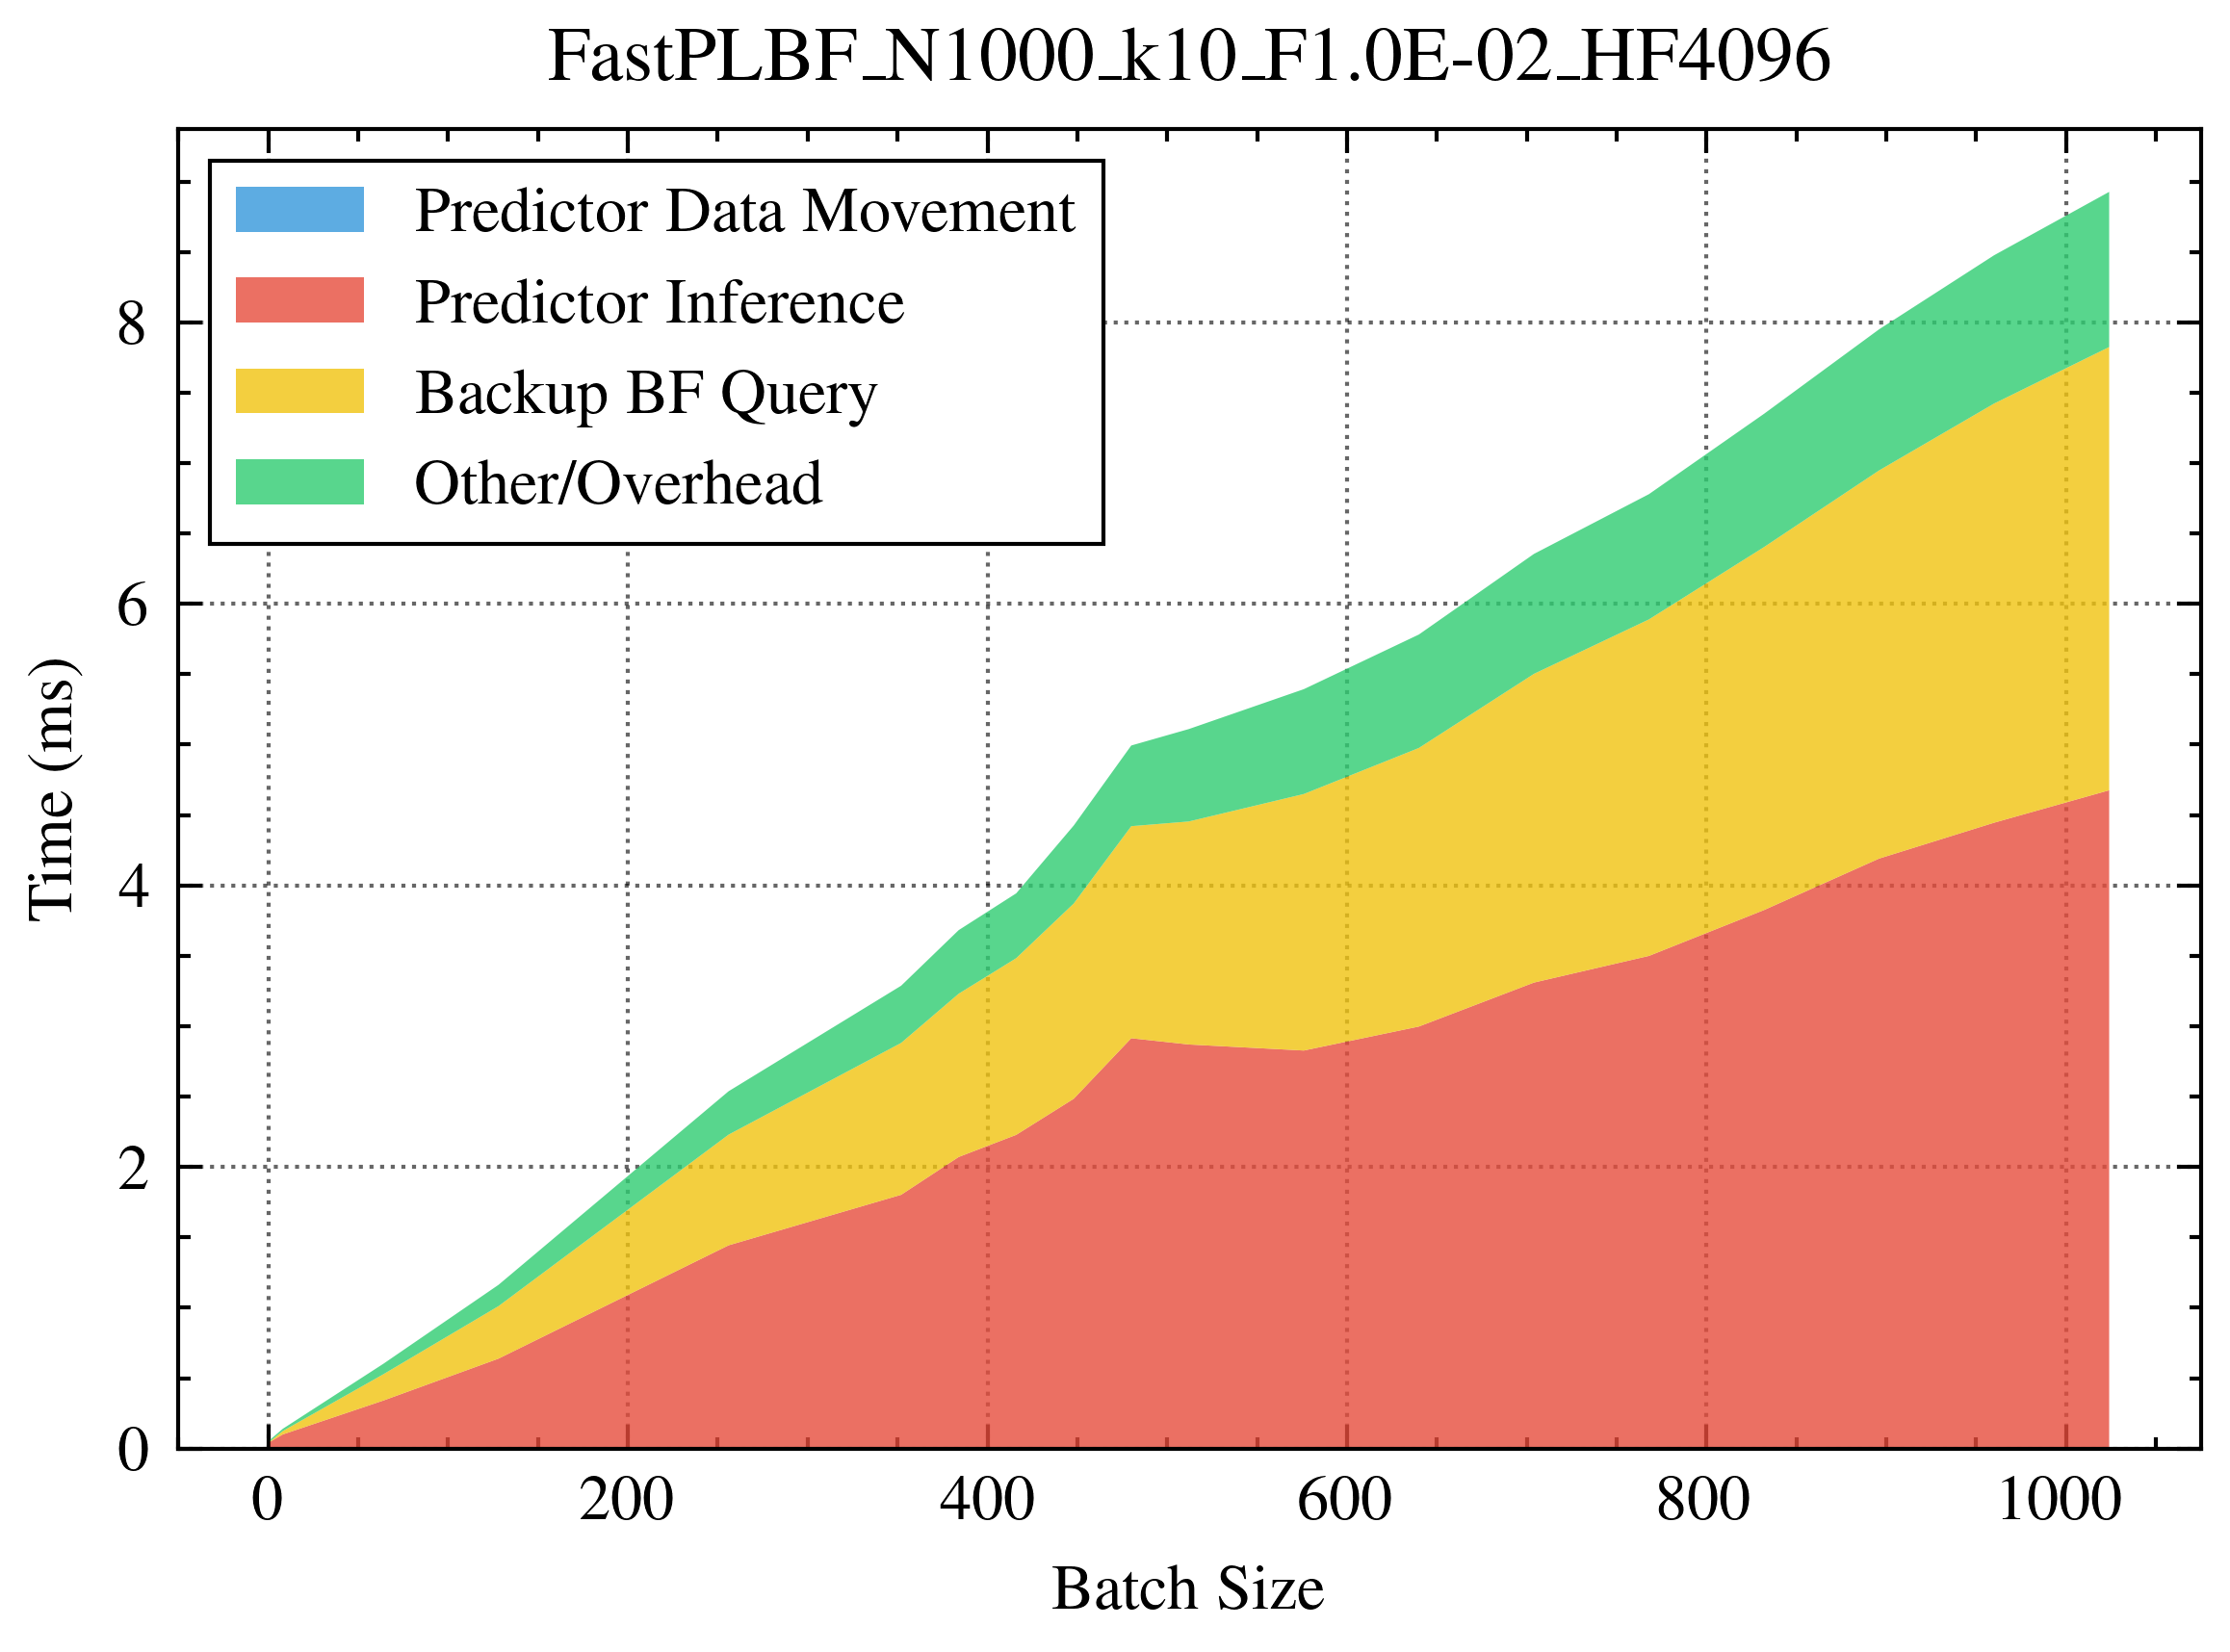 FastPLBF_N1000_k10_F1.0E-02_HF4096
Predictor Data Movement
Predictor Inference
Backup BF Query
Other/Overhead
Time (ms)
8
6
4
2
0
0 200 400 600 800 1000
Batch Size